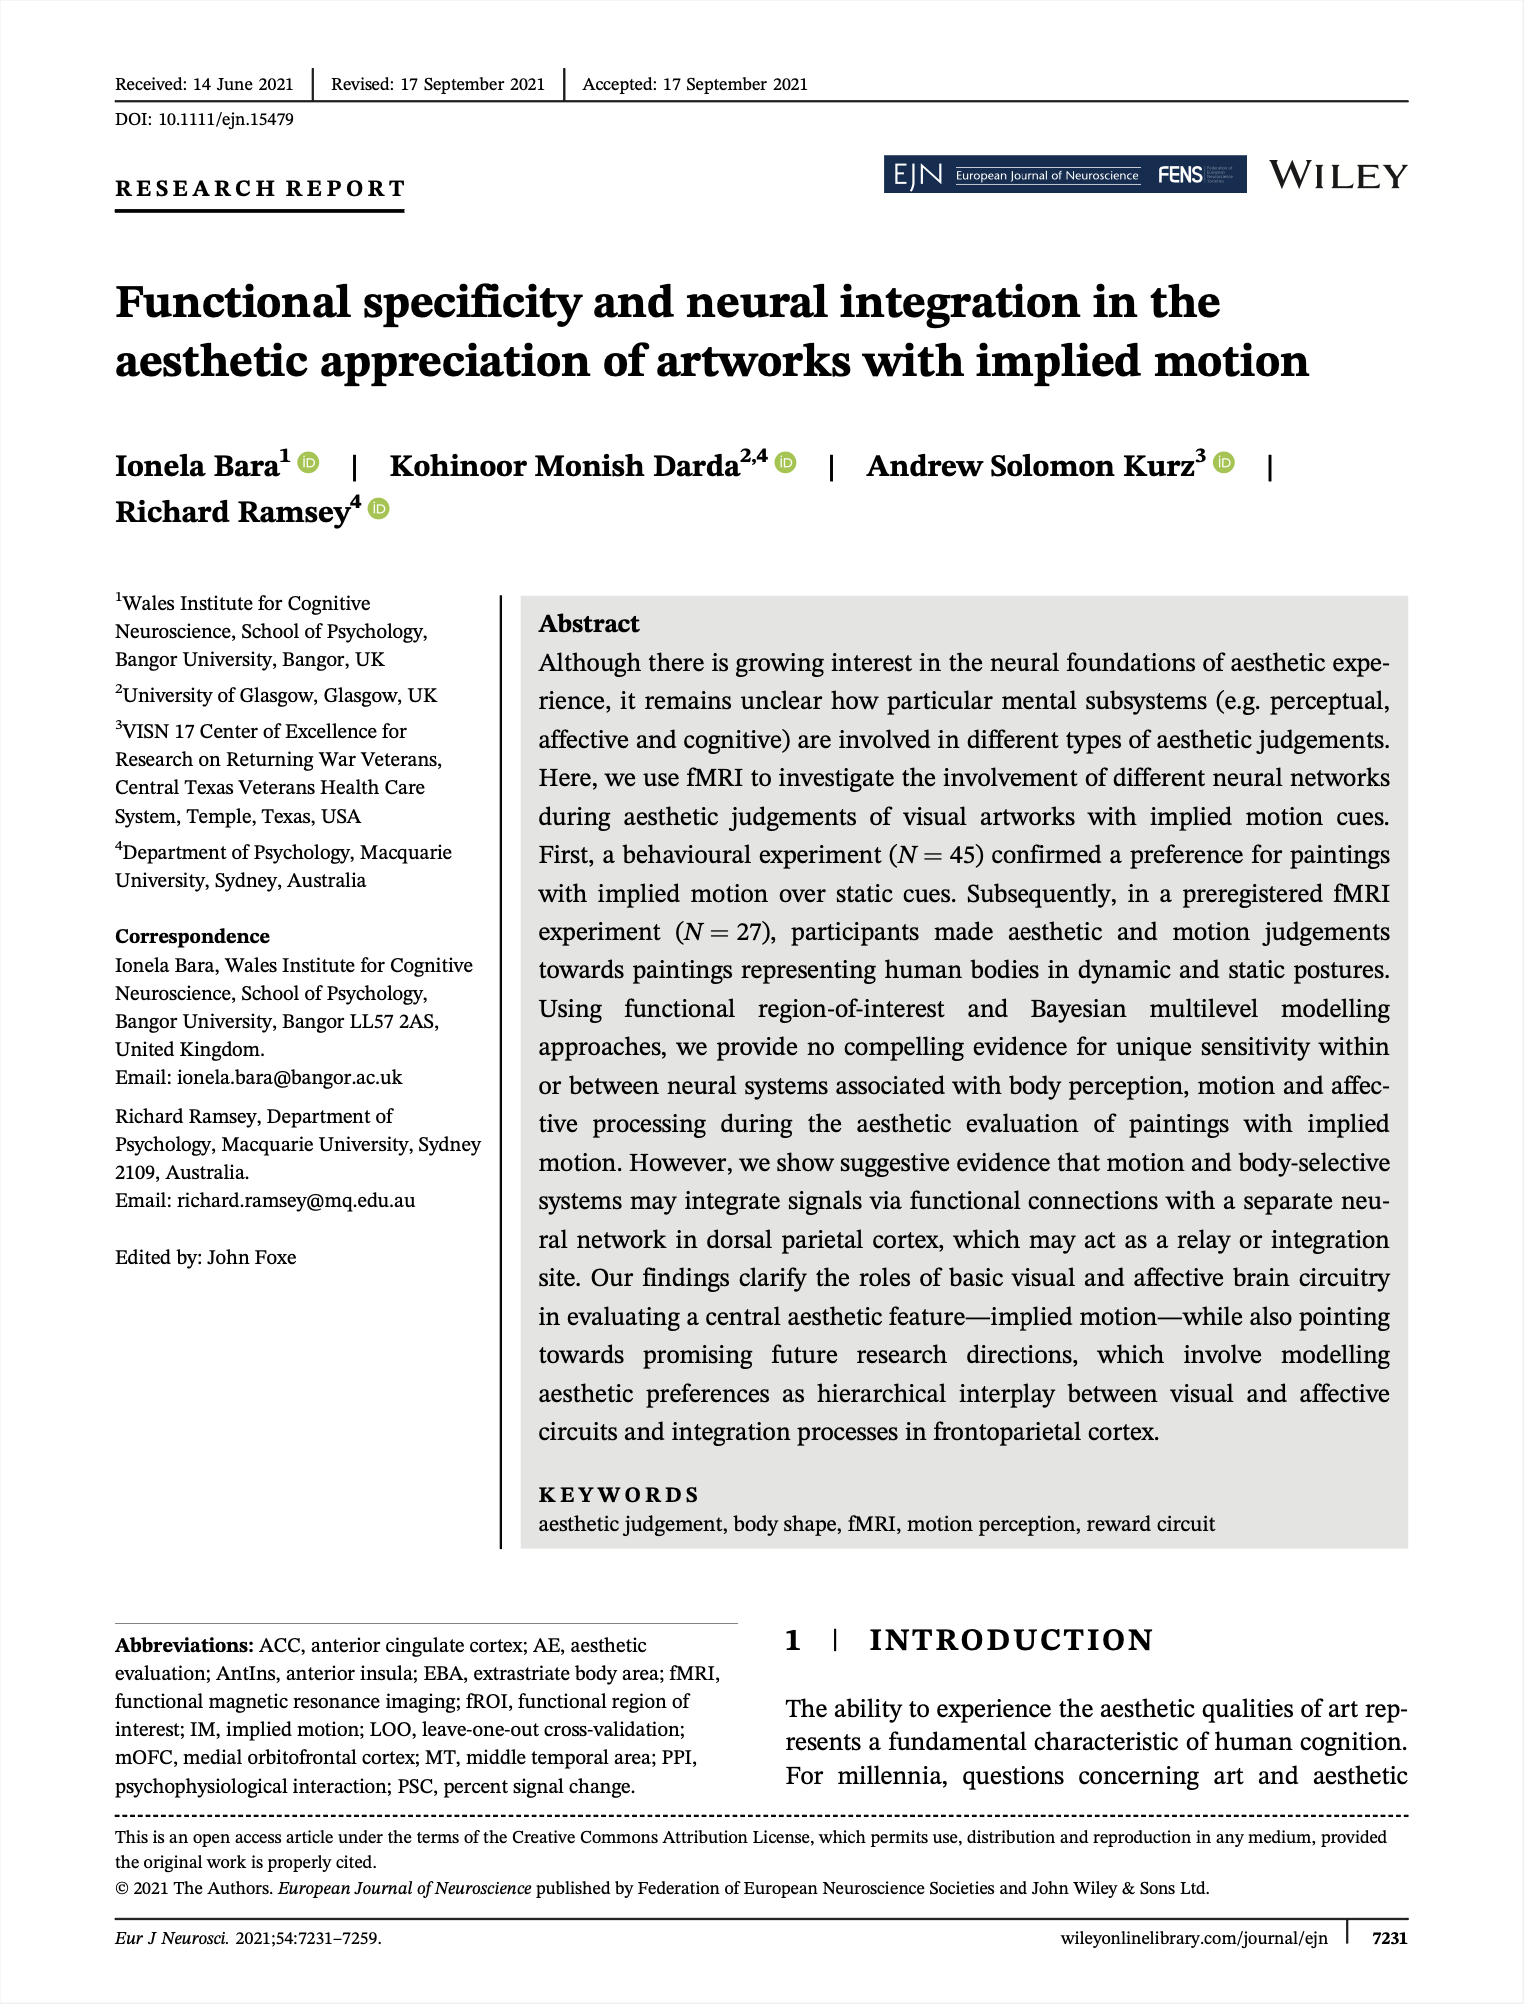 Received: 14 June 2021 | Revised: 17 September 2021 | Accepted: 17 September 2021
DOI: 10.1111/ejn.15479
RESEARCH REPORT
EJN European Journal of Neuroscience FENS Federation of European Neuroscience Societies WILEY
Functional specificity and neural integration in the
aesthetic appreciation of artworks with implied motion
Ionela Bara1 iD | Kohinoor Monish Darda2,4 iD | Andrew Solomon Kurz3 iD |
Richard Ramsey4 iD
1Wales Institute for Cognitive
Neuroscience, School of Psychology,
Bangor University, Bangor, UK
2University of Glasgow, Glasgow, UK
3VISN 17 Center of Excellence for
Research on Returning War Veterans,
Central Texas Veterans Health Care
System, Temple, Texas, USA
4Department of Psychology, Macquarie
University, Sydney, Australia
Correspondence
Ionela Bara, Wales Institute for Cognitive
Neuroscience, School of Psychology,
Bangor University, Bangor LL57 2AS,
United Kingdom.
Email: ionela.bara@bangor.ac.uk
Richard Ramsey, Department of
Psychology, Macquarie University, Sydney
2109, Australia.
Email: richard.ramsey@mq.edu.au
Edited by: John Foxe
Abstract
Although there is growing interest in the neural foundations of aesthetic expe-
rience, it remains unclear how particular mental subsystems (e.g. perceptual,
affective and cognitive) are involved in different types of aesthetic judgements.
Here, we use fMRI to investigate the involvement of different neural networks
during aesthetic judgements of visual artworks with implied motion cues.
First, a behavioural experiment (N = 45) confirmed a preference for paintings
with implied motion over static cues. Subsequently, in a preregistered fMRI
experiment (N = 27), participants made aesthetic and motion judgements
towards paintings representing human bodies in dynamic and static postures.
Using functional region-of-interest and Bayesian multilevel modelling
approaches, we provide no compelling evidence for unique sensitivity within
or between neural systems associated with body perception, motion and affec-
tive processing during the aesthetic evaluation of paintings with implied
motion. However, we show suggestive evidence that motion and body-selective
systems may integrate signals via functional connections with a separate neu-
ral network in dorsal parietal cortex, which may act as a relay or integration
site. Our findings clarify the roles of basic visual and affective brain circuitry
in evaluating a central aesthetic feature—implied motion—while also pointing
towards promising future research directions, which involve modelling
aesthetic preferences as hierarchical interplay between visual and affective
circuits and integration processes in frontoparietal cortex.
KEYWORDS
aesthetic judgement, body shape, fMRI, motion perception, reward circuit
Abbreviations: ACC, anterior cingulate cortex; AE, aesthetic
evaluation; AntIns, anterior insula; EBA, extrastriate body area; fMRI,
functional magnetic resonance imaging; fROI, functional region of
interest; IM, implied motion; LOO, leave-one-out cross-validation;
mOFC, medial orbitofrontal cortex; MT, middle temporal area; PPI,
psychophysiological interaction; PSC, percent signal change.
1 | INTRODUCTION
The ability to experience the aesthetic qualities of art rep-
resents a fundamental characteristic of human cognition.
For millennia, questions concerning art and aesthetic
This is an open access article under the terms of the Creative Commons Attribution License, which permits use, distribution and reproduction in any medium, provided
the original work is properly cited.
© 2021 The Authors. European Journal of Neuroscience published by Federation of European Neuroscience Societies and John Wiley & Sons Ltd.
Eur J Neurosci. 2021;54:7231–7259.
wileyonlinelibrary.com/journal/ejn | 7231